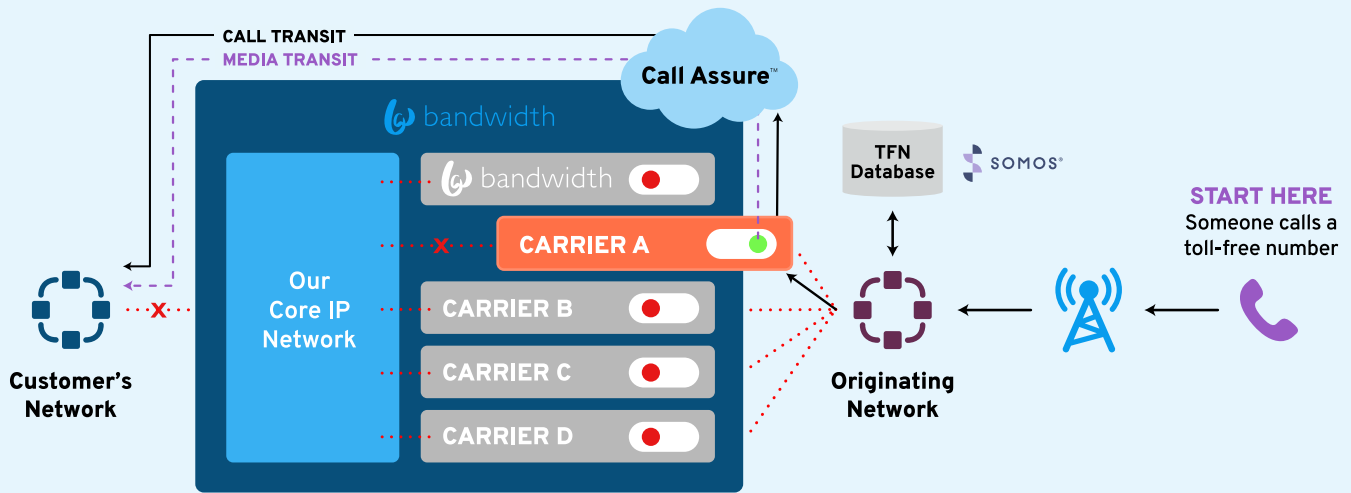 CALL TRANSIT
MEDIA TRANSIT
Call Assure™
bandwidth
bandwidth
CARRIER A
CARRIER B
CARRIER C
CARRIER D
Our
Core IP
Network
X
X
Customer's
Network
TFN
Database
SOMOS®
Originating
Network
START HERE
Someone calls a
toll-free number